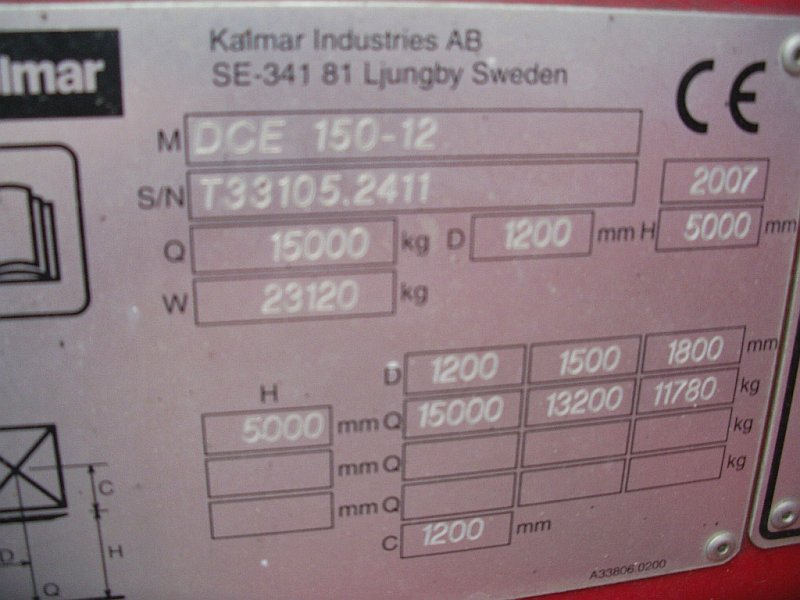 lmar
Kalmar Industries AB
SE-341 81 Ljungby Sweden
CE
M DCE 150-12
S/N T33105.2411 2007
Q 15000 kg D 1200 mm H 5000 mm
W 23120 kg
H D 1200 1500 1800 mm
5000 mm Q 15000 13200 11780 kg
mm Q kg
mm Q kg
C 1200 mm
C
D H
Q
A33806.0200